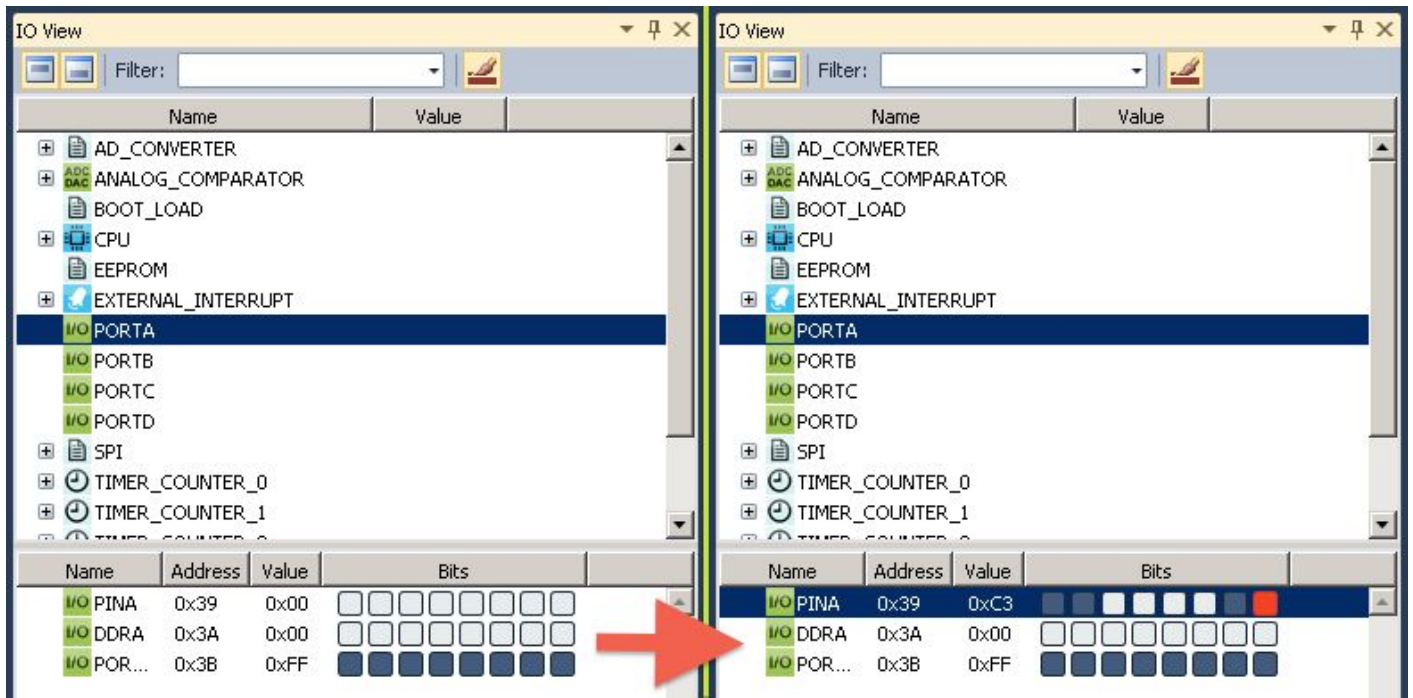 IO View
Filter:
Name Value
AD_CONVERTER
ADC DAC ANALOG_COMPARATOR
BOOT_LOAD
CPU
EEPROM
EXTERNAL_INTERRUPT
I/O PORTA
I/O PORTB
I/O PORTC
I/O PORTD
SPI
TIMER_COUNTER_0
TIMER_COUNTER_1
Name Address Value Bits
I/O PINA 0x39 0x00
I/O DDRA 0x3A 0x00
I/O POR... 0x3B 0xFF
IO View
Filter:
Name Value
AD_CONVERTER
ADC DAC ANALOG_COMPARATOR
BOOT_LOAD
CPU
EEPROM
EXTERNAL_INTERRUPT
I/O PORTA
I/O PORTB
I/O PORTC
I/O PORTD
SPI
TIMER_COUNTER_0
TIMER_COUNTER_1
Name Address Value Bits
I/O PINA 0x39 0xC3
I/O DDRA 0x3A 0x00
I/O POR... 0x3B 0xFF